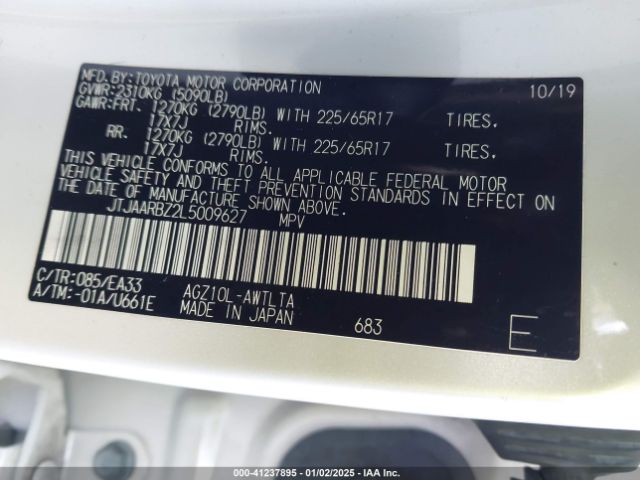 MFD. BY:TOYOTA MOTOR CORPORATION 10/19
GVWR:2310KG (5090LB)
GAWR:FRT. 1270KG (2790LB) WITH 225/65R17 TIRES,
17X7J RIMS.
RR. 1270KG (2790LB) WITH 225/65R17 TIRES,
17X7J RIMS.
THIS VEHICLE CONFORMS TO ALL APPLICABLE FEDERAL MOTOR
VEHICLE SAFETY AND THEFT PREVENTION STANDARDS IN EFFECT ON
THE DATE OF MANUFACTURE SHOWN ABOVE.
JTJAARBZ2L5009627 MPV
C/TR:085/EA33 AGZ10L-AWTLTA
A/TM:-01A/U661E MADE IN JAPAN 683 E
000-41237895 - 01/02/2025 - IAA Inc.